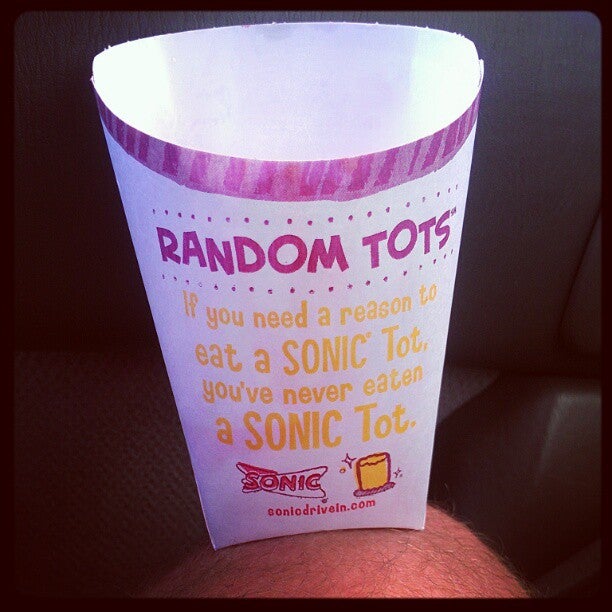 RANDOM TOTS™
If you need a reason to
eat a SONIC® Tot,
you've never eaten
a SONIC Tot.
SONIC
sonicdrivein.com